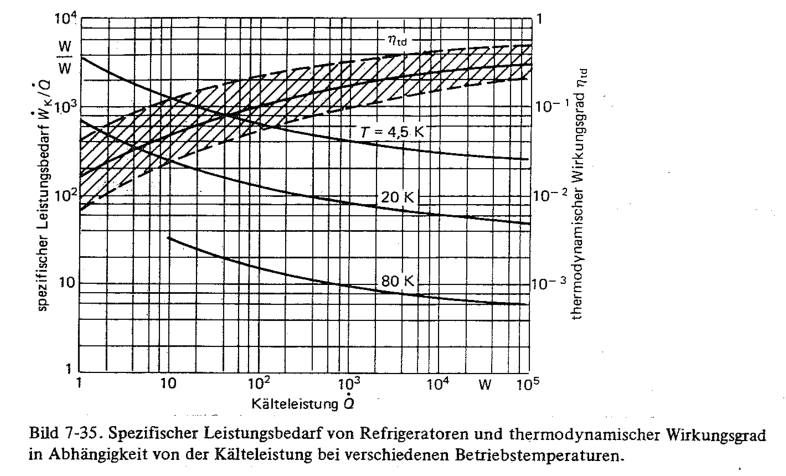 10⁴
W
W
10³
10²
10
1
spezifischer Leistungsbedarf Ẇ_K/Q̇
η_td
T = 4,5 K
20 K
80 K
1
10⁻¹
10⁻²
10⁻³
thermodynamischer Wirkungsgrad η_td
1 10 10² 10³ 10⁴ W 10⁵
Kälteleistung Q̇
Bild 7-35. Spezifischer Leistungsbedarf von Refrigeratoren und thermodynamischer Wirkungsgrad
in Abhängigkeit von der Kälteleistung bei verschiedenen Betriebstemperaturen.